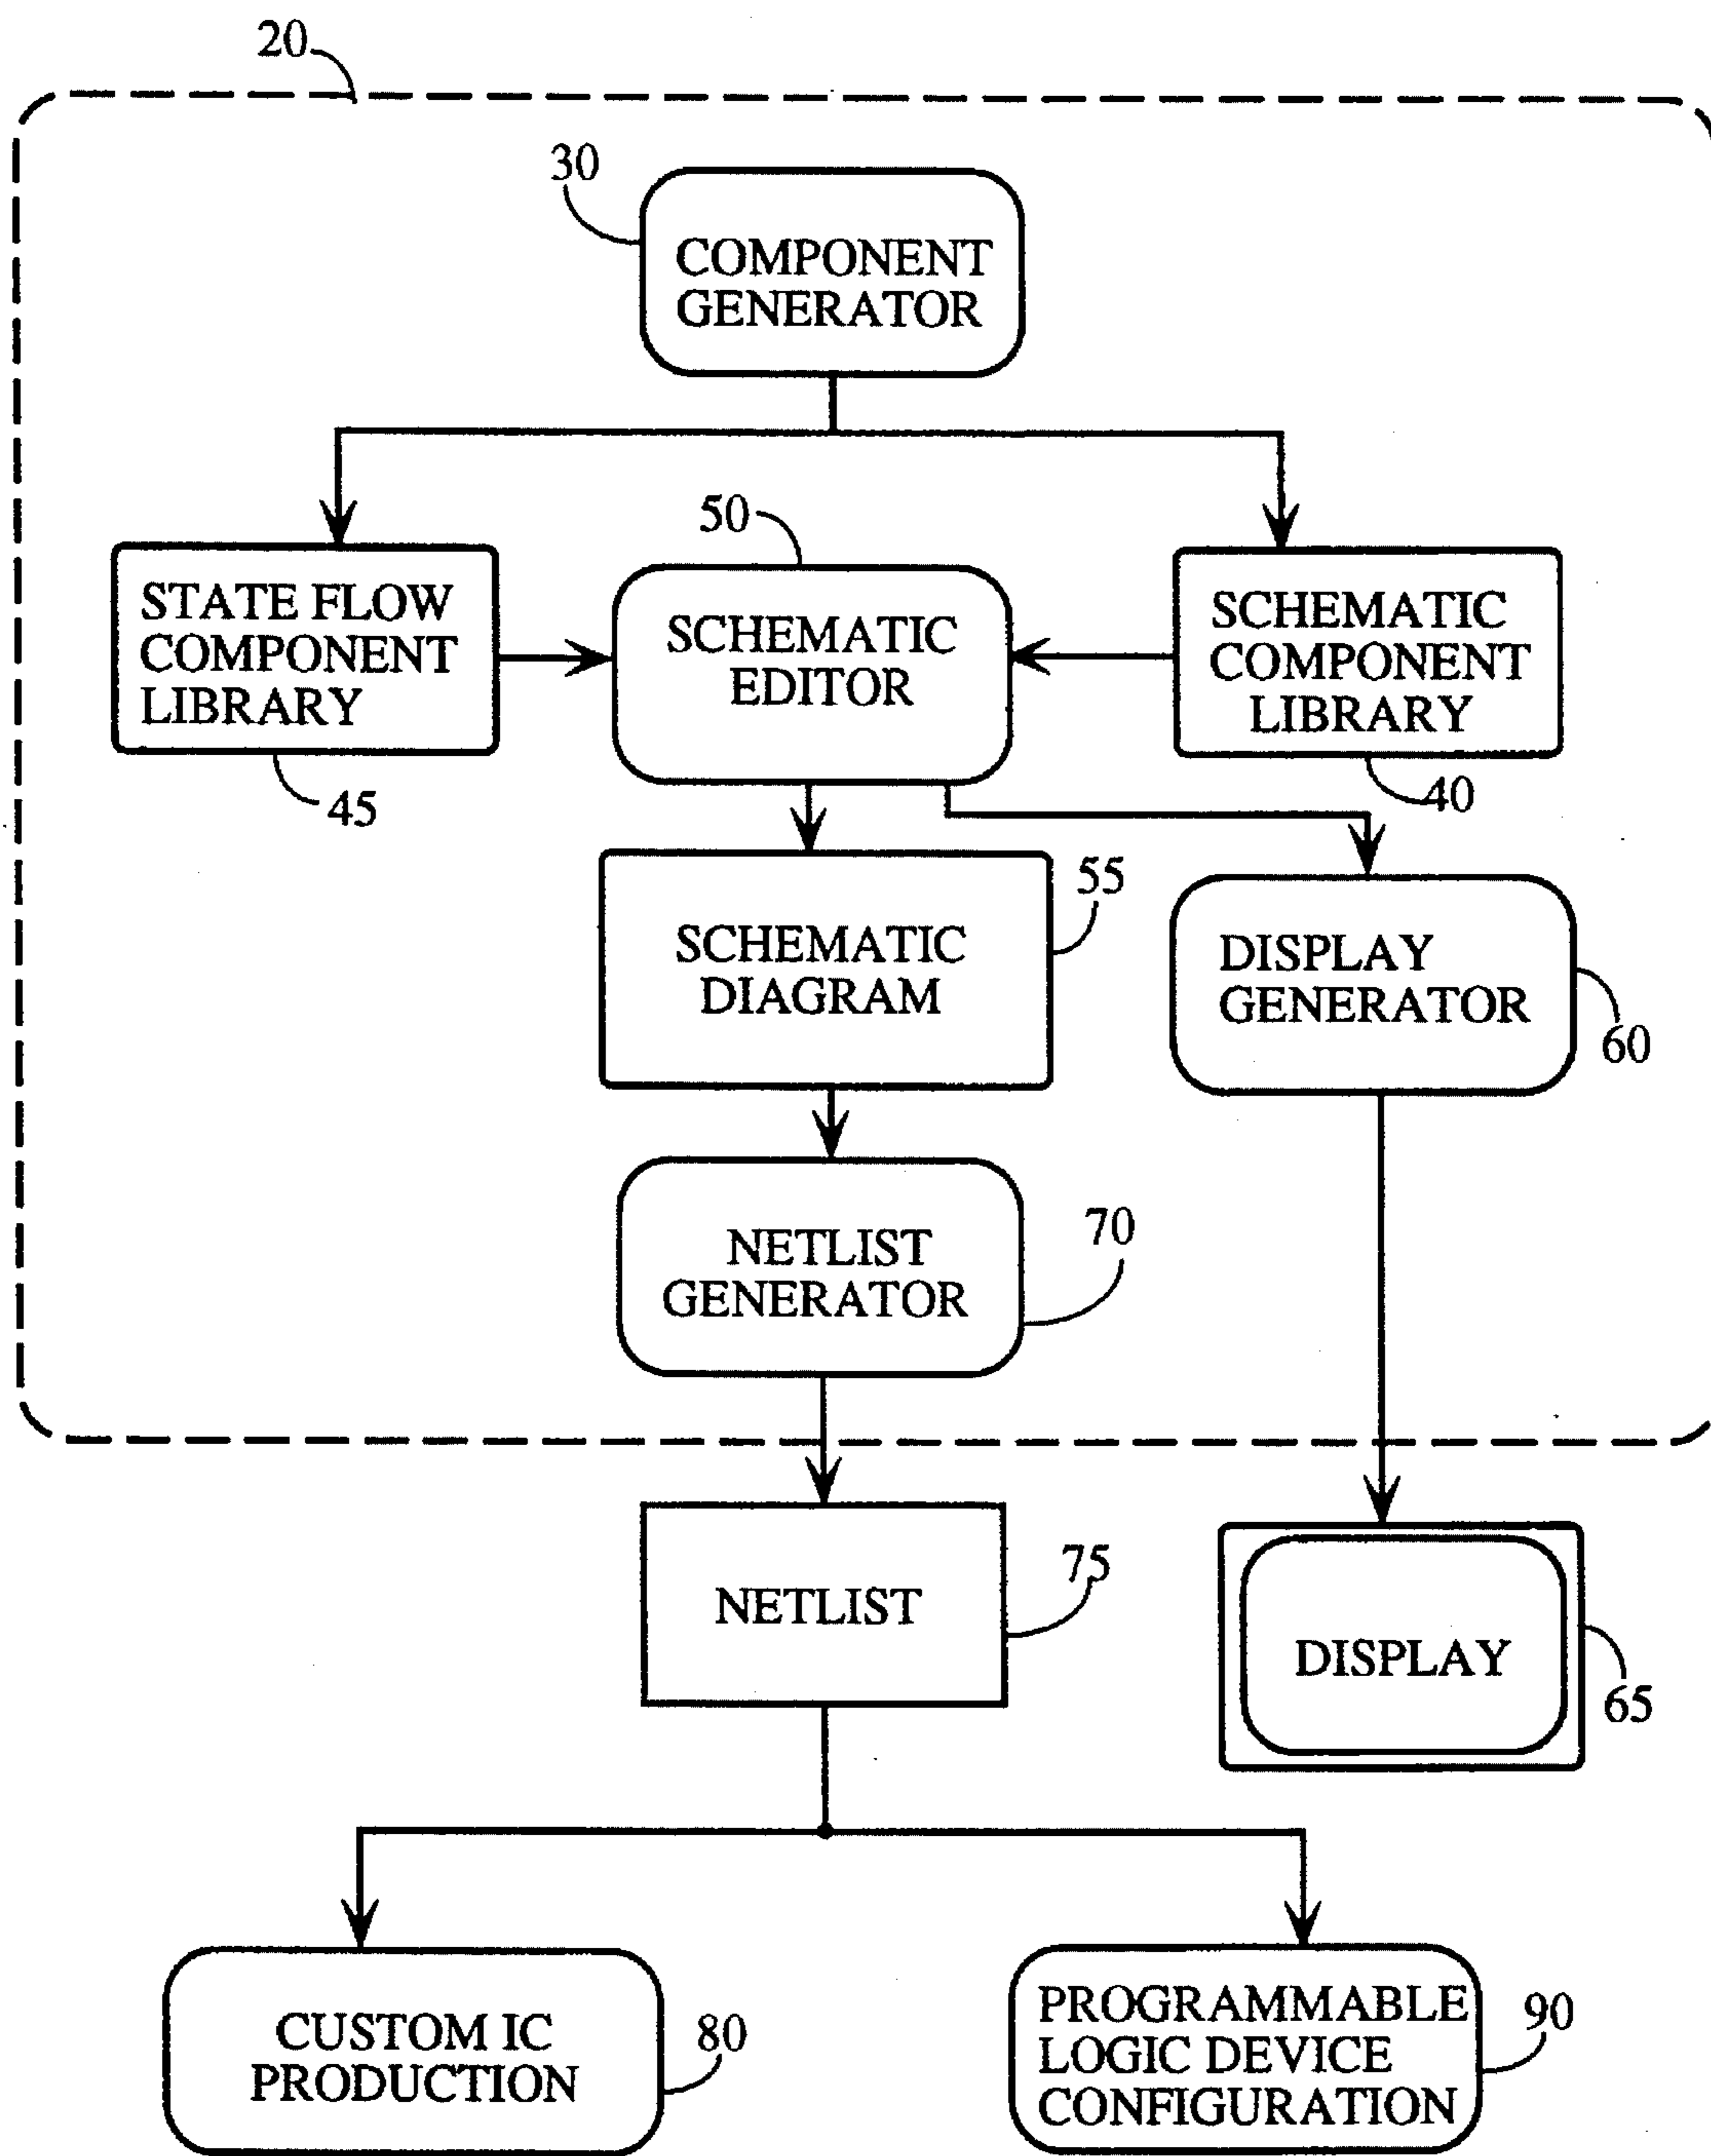 20
30
COMPONENT
GENERATOR
50
STATE FLOW
COMPONENT
LIBRARY
45
SCHEMATIC
EDITOR
SCHEMATIC
COMPONENT
LIBRARY
40
SCHEMATIC
DIAGRAM
55
DISPLAY
GENERATOR
60
NETLIST
GENERATOR
70
NETLIST
75
DISPLAY
65
CUSTOM IC
PRODUCTION
80
PROGRAMMABLE
LOGIC DEVICE
CONFIGURATION
90